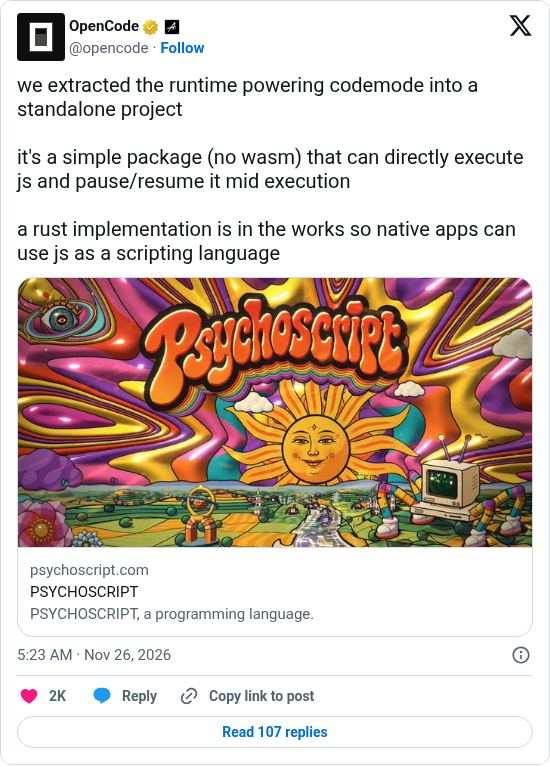 OpenCode
@opencode · Follow
we extracted the runtime powering codemode into a
standalone project
it's a simple package (no wasm) that can directly execute
js and pause/resume it mid execution
a rust implementation is in the works so native apps can
use js as a scripting language
Psychoscript
psychoscript.com
PSYCHOSCRIPT
PSYCHOSCRIPT, a programming language.
5:23 AM · Nov 26, 2026
2K Reply Copy link to post
Read 107 replies